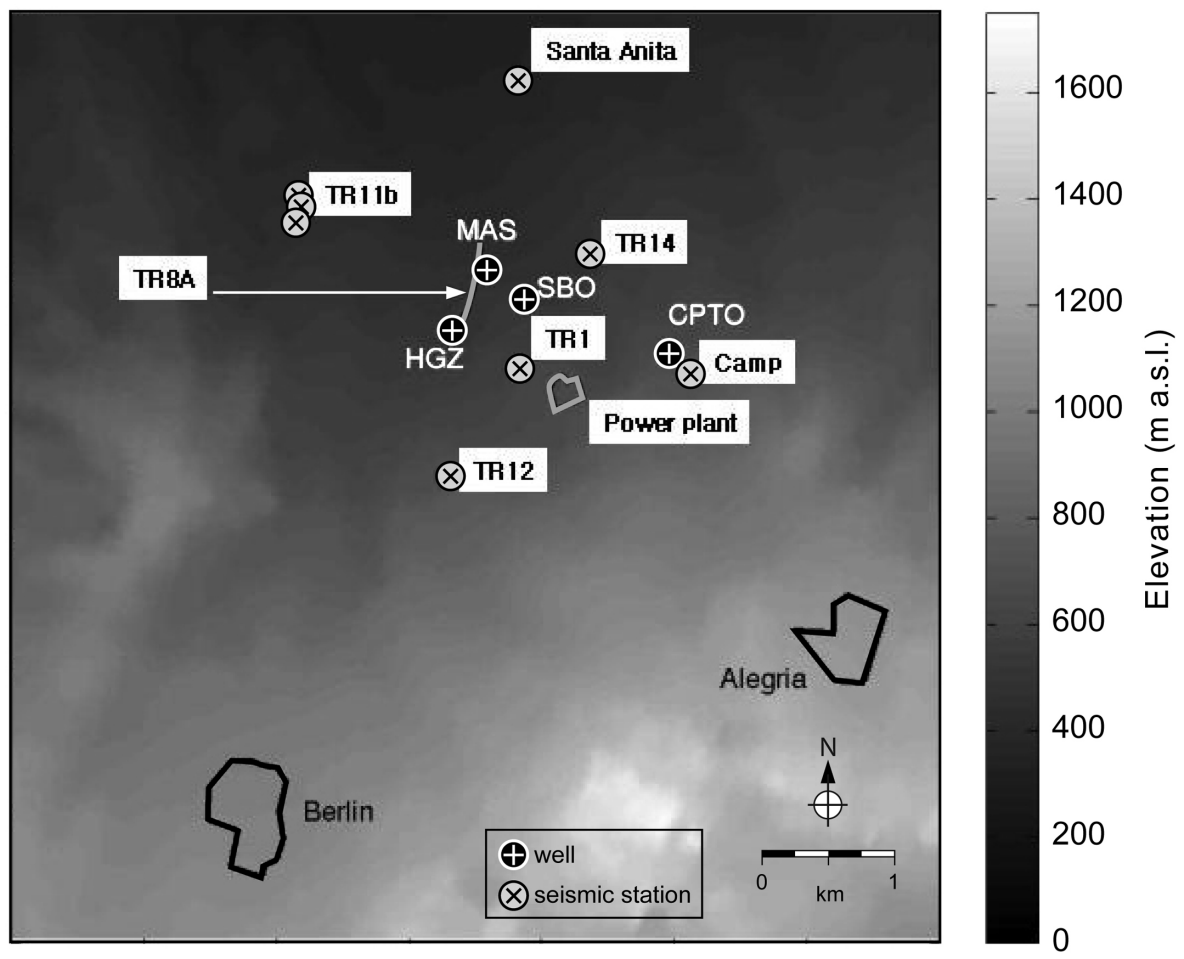 Santa Anita
TR11b
MAS
TR14
TR8A
SBO
CPTO
TR1
HGZ
Camp
Power plant
TR12
Alegria
N
Berlin
well
seismic station
0
1
km
1600
1400
1200
1000
800
600
400
200
0
Elevation (m a.s.l.)